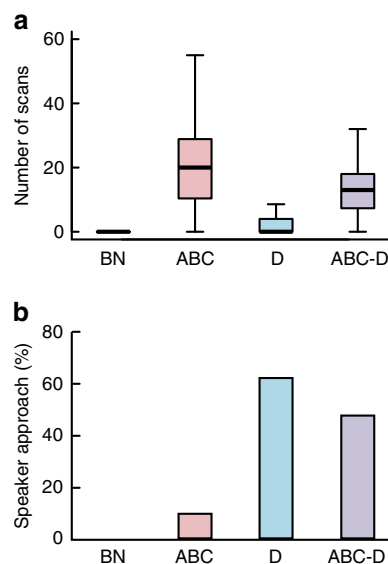 a
Number of scans
60
40
20
0
BN ABC D ABC-D
b
Speaker approach (%)
80
60
40
20
0
BN ABC D ABC-D